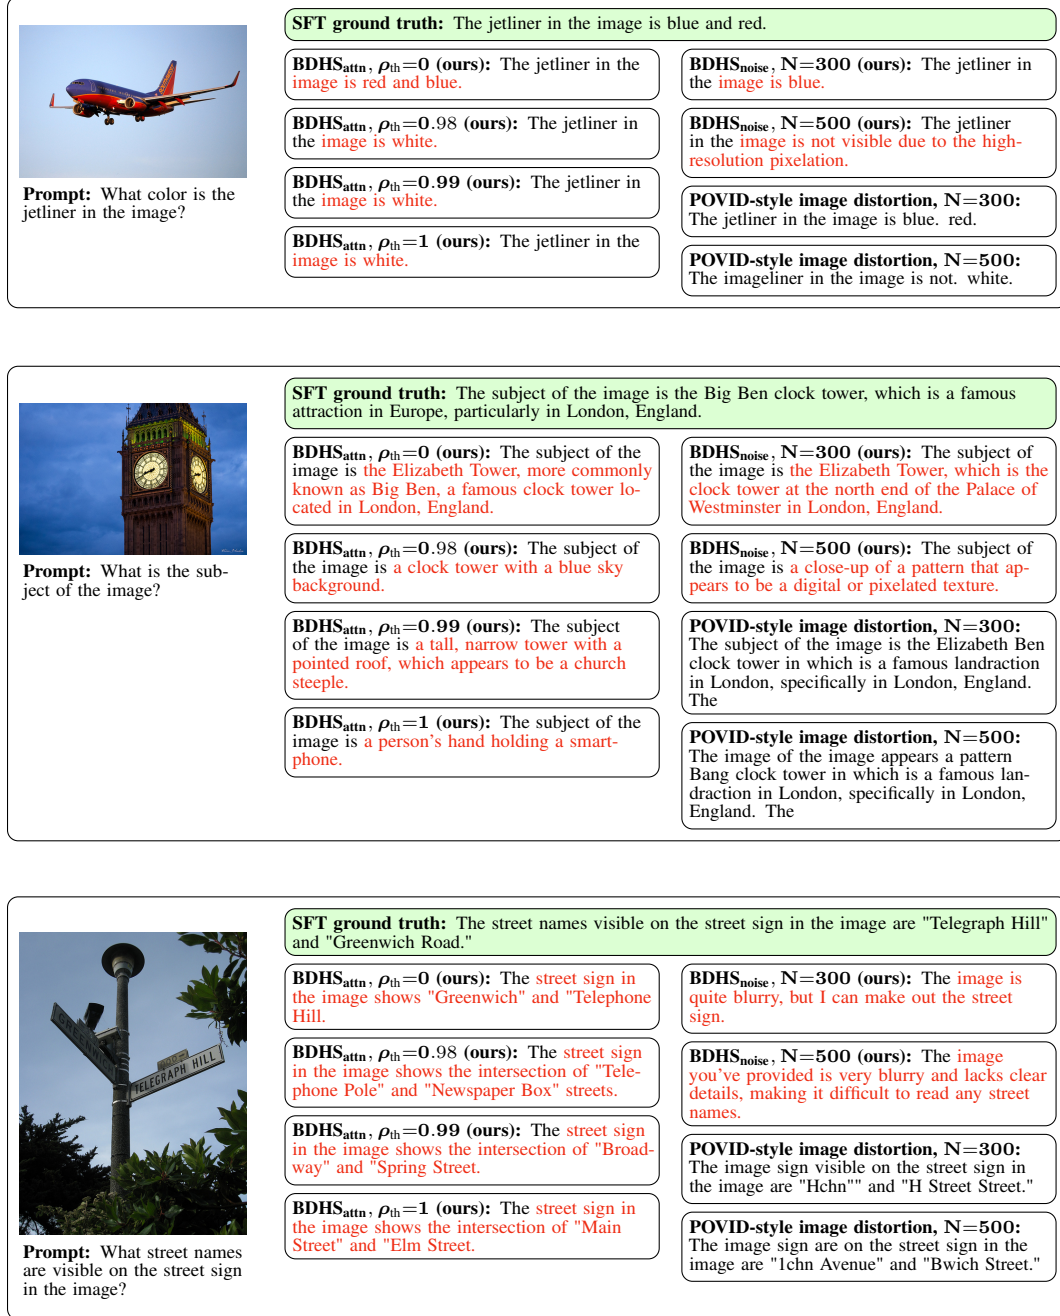 SFT ground truth: The jetliner in the image is blue and red.
Prompt: What color is the
jetliner in the image?
BDHSattn, ρth=0 (ours): The jetliner in the
image is red and blue.
BDHSattn, ρth=0.98 (ours): The jetliner in
the image is white.
BDHSattn, ρth=0.99 (ours): The jetliner in
the image is white.
BDHSattn, ρth=1 (ours): The jetliner in the
image is white.
BDHSnoise, N=300 (ours): The jetliner in
the image is blue.
BDHSnoise, N=500 (ours): The jetliner
in the image is not visible due to the high-
resolution pixelation.
POVID-style image distortion, N=300:
The jetliner in the image is blue. red.
POVID-style image distortion, N=500:
The imageliner in the image is not. white.
SFT ground truth: The subject of the image is the Big Ben clock tower, which is a famous
attraction in Europe, particularly in London, England.
Prompt: What is the sub-
ject of the image?
BDHSattn, ρth=0 (ours): The subject of the
image is the Elizabeth Tower, more commonly
known as Big Ben, a famous clock tower lo-
cated in London, England.
BDHSattn, ρth=0.98 (ours): The subject of
the image is a clock tower with a blue sky
background.
BDHSattn, ρth=0.99 (ours): The subject
of the image is a tall, narrow tower with a
pointed roof, which appears to be a church
steeple.
BDHSattn, ρth=1 (ours): The subject of the
image is a person's hand holding a smart-
phone.
BDHSnoise, N=300 (ours): The subject of
the image is the Elizabeth Tower, which is the
clock tower at the north end of the Palace of
Westminster in London, England.
BDHSnoise, N=500 (ours): The subject of
the image is a close-up of a pattern that ap-
pears to be a digital or pixelated texture.
POVID-style image distortion, N=300:
The subject of the image is the Elizabeth Ben
clock tower in which is a famous landraction
in London, specifically in London, England.
The
POVID-style image distortion, N=500:
The image of the image appears a pattern
Bang clock tower in which is a famous lan-
draction in London, specifically in London,
England. The
SFT ground truth: The street names visible on the street sign in the image are "Telegraph Hill"
and "Greenwich Road."
GREENWICH
TELEGRAPH HILL
Prompt: What street names
are visible on the street sign
in the image?
BDHSattn, ρth=0 (ours): The street sign in
the image shows "Greenwich" and "Telephone
Hill.
BDHSattn, ρth=0.98 (ours): The street sign
in the image shows the intersection of "Tele-
phone Pole" and "Newspaper Box" streets.
BDHSattn, ρth=0.99 (ours): The street sign
in the image shows the intersection of "Broad-
way" and "Spring Street.
BDHSattn, ρth=1 (ours): The street sign
in the image shows the intersection of "Main
Street" and "Elm Street.
BDHSnoise, N=300 (ours): The image is
quite blurry, but I can make out the street
sign.
BDHSnoise, N=500 (ours): The image
you've provided is very blurry and lacks clear
details, making it difficult to read any street
names.
POVID-style image distortion, N=300:
The image sign visible on the street sign in
the image are "Hchn"" and "H Street Street."
POVID-style image distortion, N=500:
The image sign are on the street sign in the
image are "1chn Avenue" and "Bwich Street."